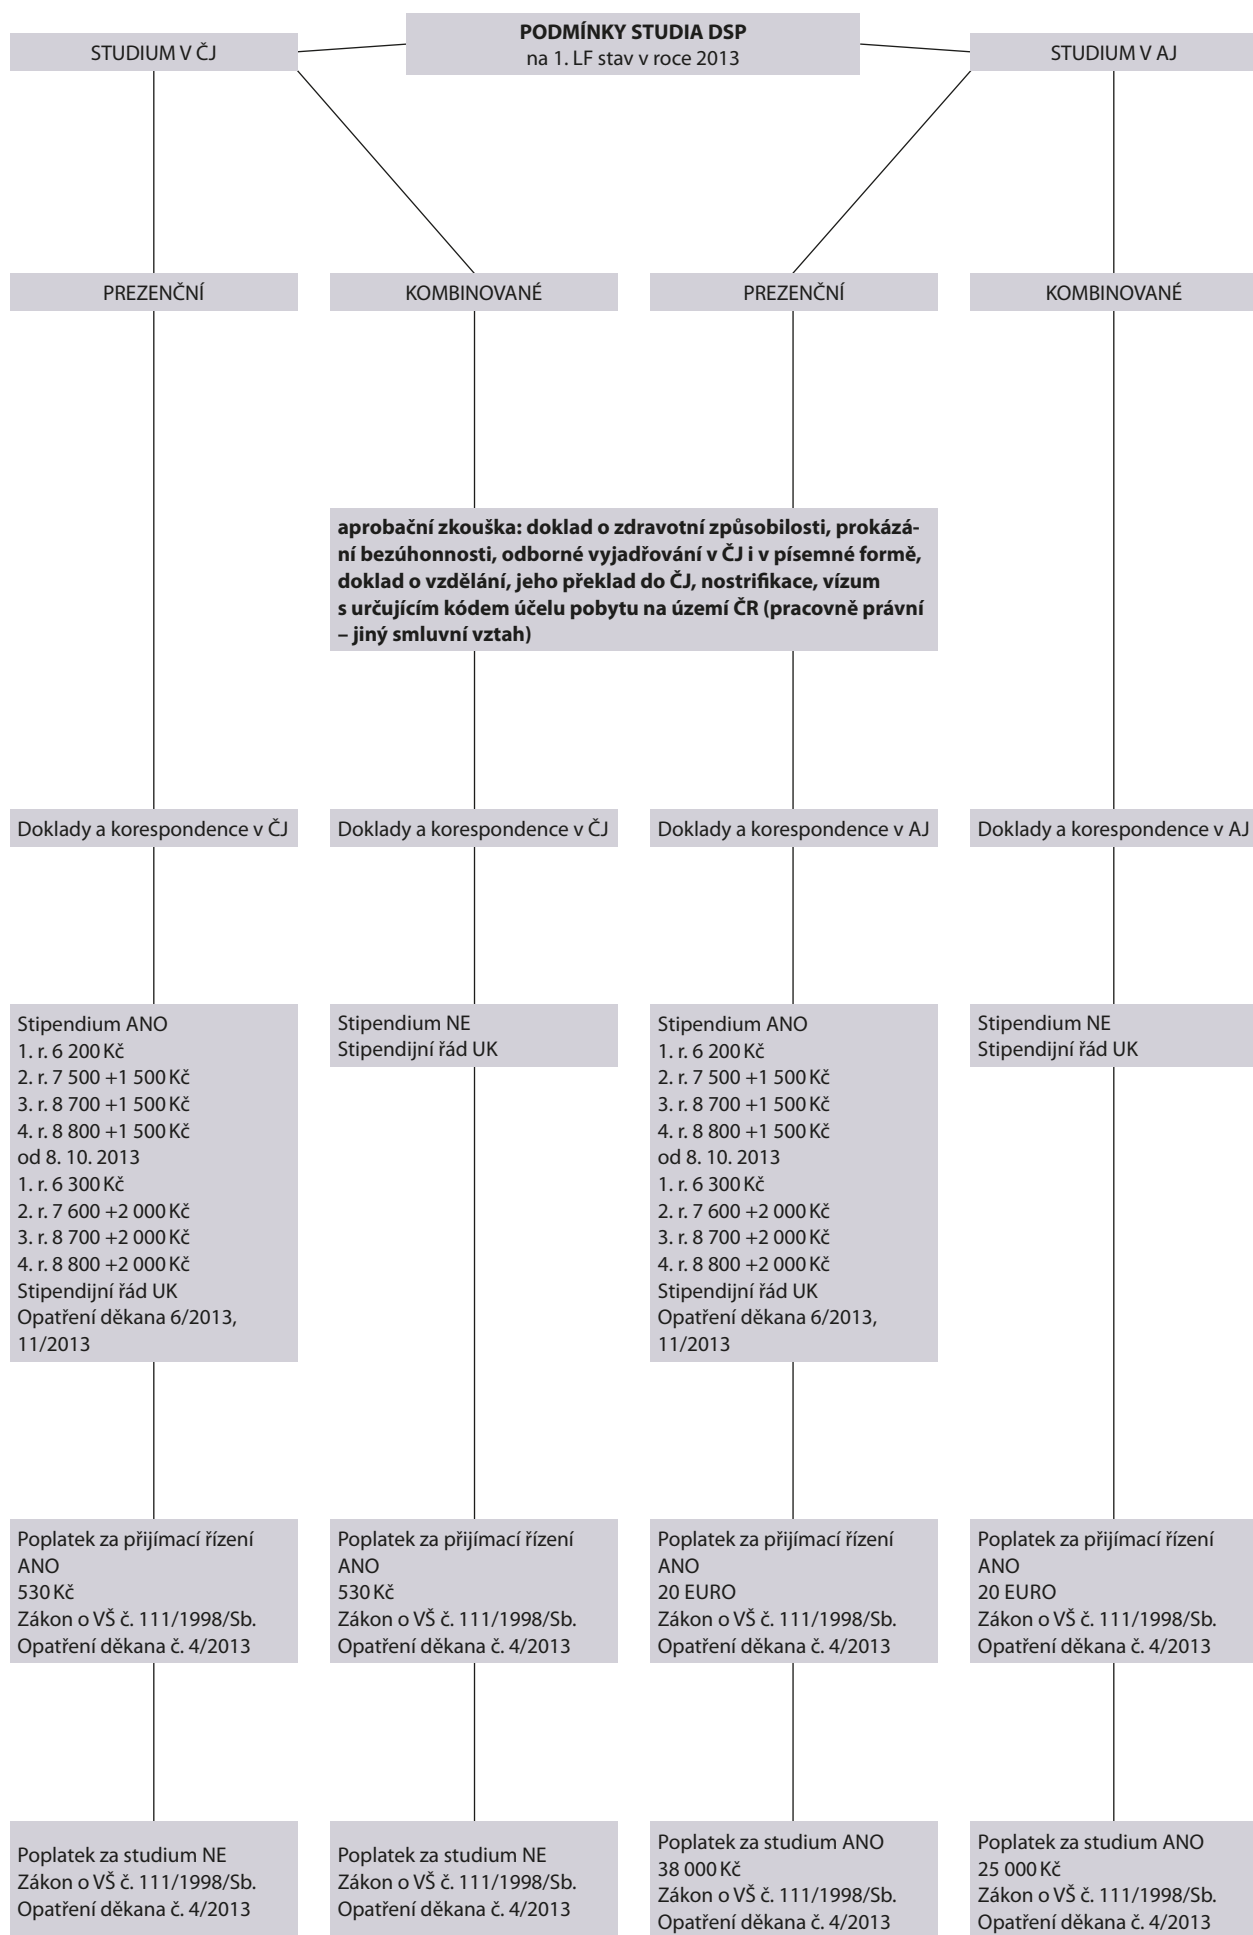 PODMÍNKY STUDIA DSP
na 1. LF stav v roce 2013
STUDIUM V ČJ
STUDIUM V AJ
PREZENČNÍ
KOMBINOVANÉ
PREZENČNÍ
KOMBINOVANÉ
aprobační zkouška: doklad o zdravotní způsobilosti, prokázá-
ní bezúhonnosti, odborné vyjadřování v ČJ i v písemné formě,
doklad o vzdělání, jeho překlad do ČJ, nostrifikace, vízum
s určujícím kódem účelu pobytu na území ČR (pracovně právní
– jiný smluvní vztah)
Doklady a korespondence v ČJ
Doklady a korespondence v ČJ
Doklady a korespondence v AJ
Doklady a korespondence v AJ
Stipendium ANO
1. r. 6 200 Kč
2. r. 7 500 +1 500 Kč
3. r. 8 700 +1 500 Kč
4. r. 8 800 +1 500 Kč
od 8. 10. 2013
1. r. 6 300 Kč
2. r. 7 600 +2 000 Kč
3. r. 8 700 +2 000 Kč
4. r. 8 800 +2 000 Kč
Stipendijní řád UK
Opatření děkana 6/2013,
11/2013
Stipendium NE
Stipendijní řád UK
Stipendium ANO
1. r. 6 200 Kč
2. r. 7 500 +1 500 Kč
3. r. 8 700 +1 500 Kč
4. r. 8 800 +1 500 Kč
od 8. 10. 2013
1. r. 6 300 Kč
2. r. 7 600 +2 000 Kč
3. r. 8 700 +2 000 Kč
4. r. 8 800 +2 000 Kč
Stipendijní řád UK
Opatření děkana 6/2013,
11/2013
Stipendium NE
Stipendijní řád UK
Poplatek za přijímací řízení
ANO
530 Kč
Zákon o VŠ č. 111/1998/Sb.
Opatření děkana č. 4/2013
Poplatek za přijímací řízení
ANO
530 Kč
Zákon o VŠ č. 111/1998/Sb.
Opatření děkana č. 4/2013
Poplatek za přijímací řízení
ANO
20 EURO
Zákon o VŠ č. 111/1998/Sb.
Opatření děkana č. 4/2013
Poplatek za přijímací řízení
ANO
20 EURO
Zákon o VŠ č. 111/1998/Sb.
Opatření děkana č. 4/2013
Poplatek za studium NE
Zákon o VŠ č. 111/1998/Sb.
Opatření děkana č. 4/2013
Poplatek za studium NE
Zákon o VŠ č. 111/1998/Sb.
Opatření děkana č. 4/2013
Poplatek za studium ANO
38 000 Kč
Zákon o VŠ č. 111/1998/Sb.
Opatření děkana č. 4/2013
Poplatek za studium ANO
25 000 Kč
Zákon o VŠ č. 111/1998/Sb.
Opatření děkana č. 4/2013